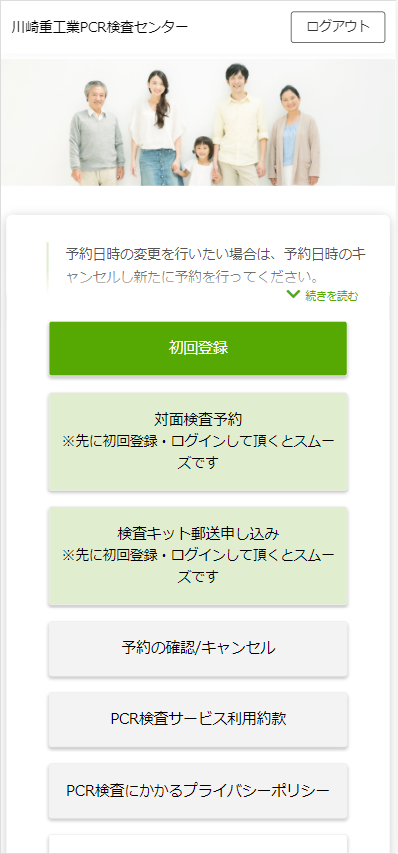 川崎重工業PCR検査センター
ログアウト
予約日時の変更を行いたい場合は、予約日時のキ
ャンセルし新たに予約を行ってください。
続きを読む
初回登録
対面検査予約
※先に初回登録・ログインして頂くとスムー
ズです
検査キット郵送申し込み
※先に初回登録・ログインして頂くとスムー
ズです
予約の確認/キャンセル
PCR検査サービス利用約款
PCR検査にかかるプライバシーポリシー